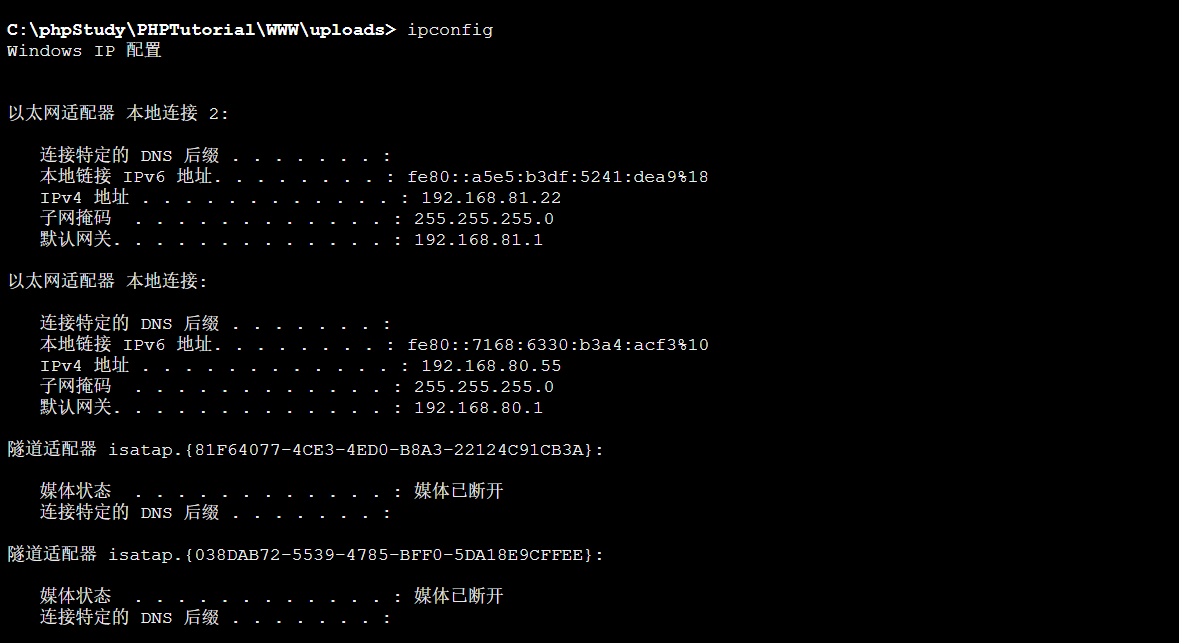 C:\phpStudy\PHPTutorial\WWW\uploads> ipconfig
Windows IP 配置
以太网适配器 本地连接 2:
连接特定的 DNS 后缀 . . . . . . . :
本地链接 IPv6 地址. . . . . . . . : fe80::a5e5:b3df:5241:dea9%18
IPv4 地址 . . . . . . . . . . . . : 192.168.81.22
子网掩码  . . . . . . . . . . . . : 255.255.255.0
默认网关. . . . . . . . . . . . . : 192.168.81.1
以太网适配器 本地连接:
连接特定的 DNS 后缀 . . . . . . . :
本地链接 IPv6 地址. . . . . . . . : fe80::7168:6330:b3a4:acf3%10
IPv4 地址 . . . . . . . . . . . . : 192.168.80.55
子网掩码  . . . . . . . . . . . . : 255.255.255.0
默认网关. . . . . . . . . . . . . : 192.168.80.1
隧道适配器 isatap.{81F64077-4CE3-4ED0-B8A3-22124C91CB3A}:
媒体状态  . . . . . . . . . . . . : 媒体已断开
连接特定的 DNS 后缀 . . . . . . . :
隧道适配器 isatap.{038DAB72-5539-4785-BFF0-5DA18E9CFFEE}:
媒体状态  . . . . . . . . . . . . : 媒体已断开
连接特定的 DNS 后缀 . . . . . . . :